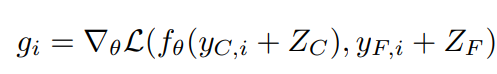 g_i = ∇_θ ℒ(f_θ(y_{C,i} + Z_C), y_{F,i} + Z_F)